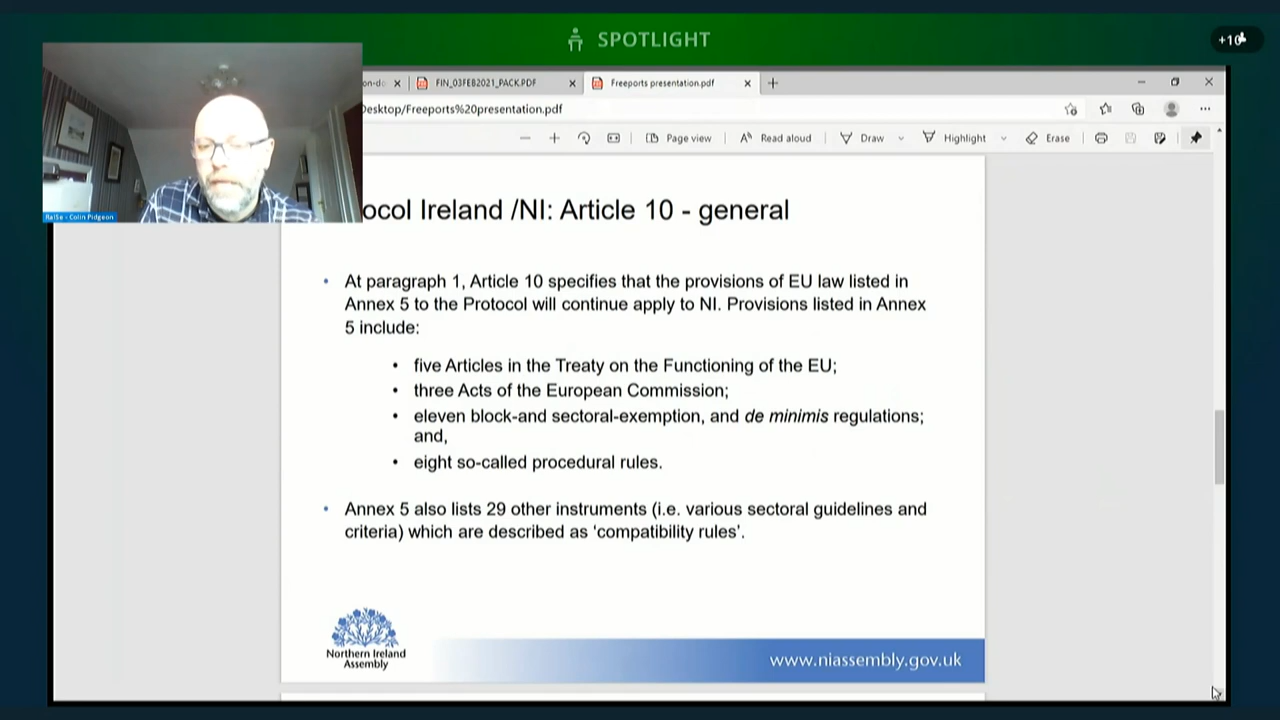 SPOTLIGHT
FIN_03FEB2021_PACK.PDF
Freeports presentation.pdf
Desktop/Freeports%20presentation.pdf
Page view
Read aloud
Draw
Highlight
Erase
RaISe - Colin Pidgeon
ocol Ireland /NI: Article 10 - general
• At paragraph 1, Article 10 specifies that the provisions of EU law listed in
Annex 5 to the Protocol will continue apply to NI. Provisions listed in Annex
5 include:
• five Articles in the Treaty on the Functioning of the EU;
• three Acts of the European Commission;
• eleven block-and sectoral-exemption, and de minimis regulations;
and,
• eight so-called procedural rules.
• Annex 5 also lists 29 other instruments (i.e. various sectoral guidelines and
criteria) which are described as ‘compatibility rules’.
Northern Ireland
Assembly
www.niassembly.gov.uk